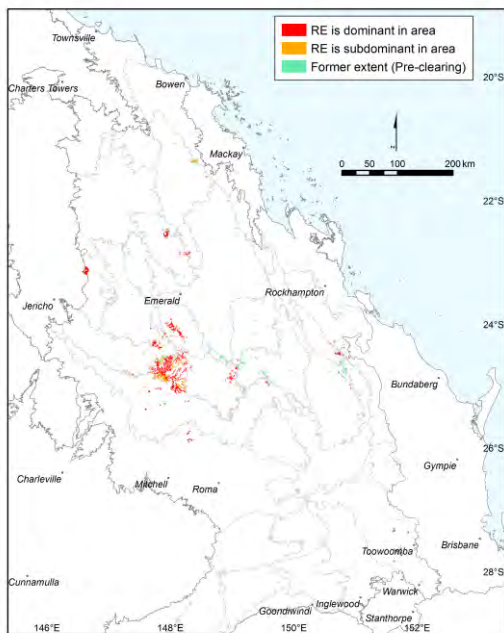 RE is dominant in area
RE is subdominant in area
Former extent (Pre-clearing)
Townsville
20°S
Charters Towers
Bowen
Mackay
0 50 100 200 km
22°S
Jericho
Emerald
Rockhampton
24°S
Bundaberg
26°S
Charleville
Mitchell
Roma
Gympie
Toowoomba
Brisbane
28°S
Cunnamulla
Goondiwindi
Inglewood
Warwick
Stanthorpe
146°E
148°E
150°E
152°E